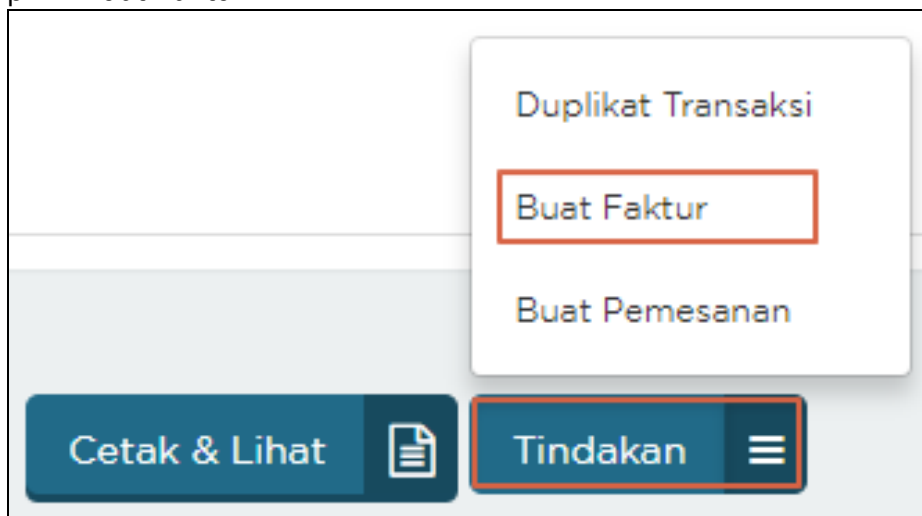 Duplikat Transaksi
Buat Faktur
Buat Pemesanan
Cetak & Lihat
Tindakan